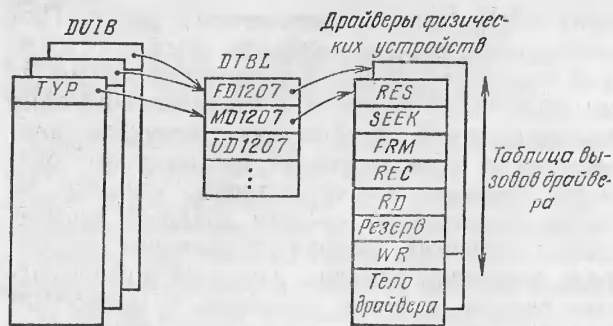 DUIB
DTBL
Драйверы физичес-
ких устройств
TYP
FD1207
MD1207
UD1207
⋮
RES
SEEK
FRM
REC
RD
Резерв
WR
Тело
драйвера
Таблица вы-
зовов драйве-
ра